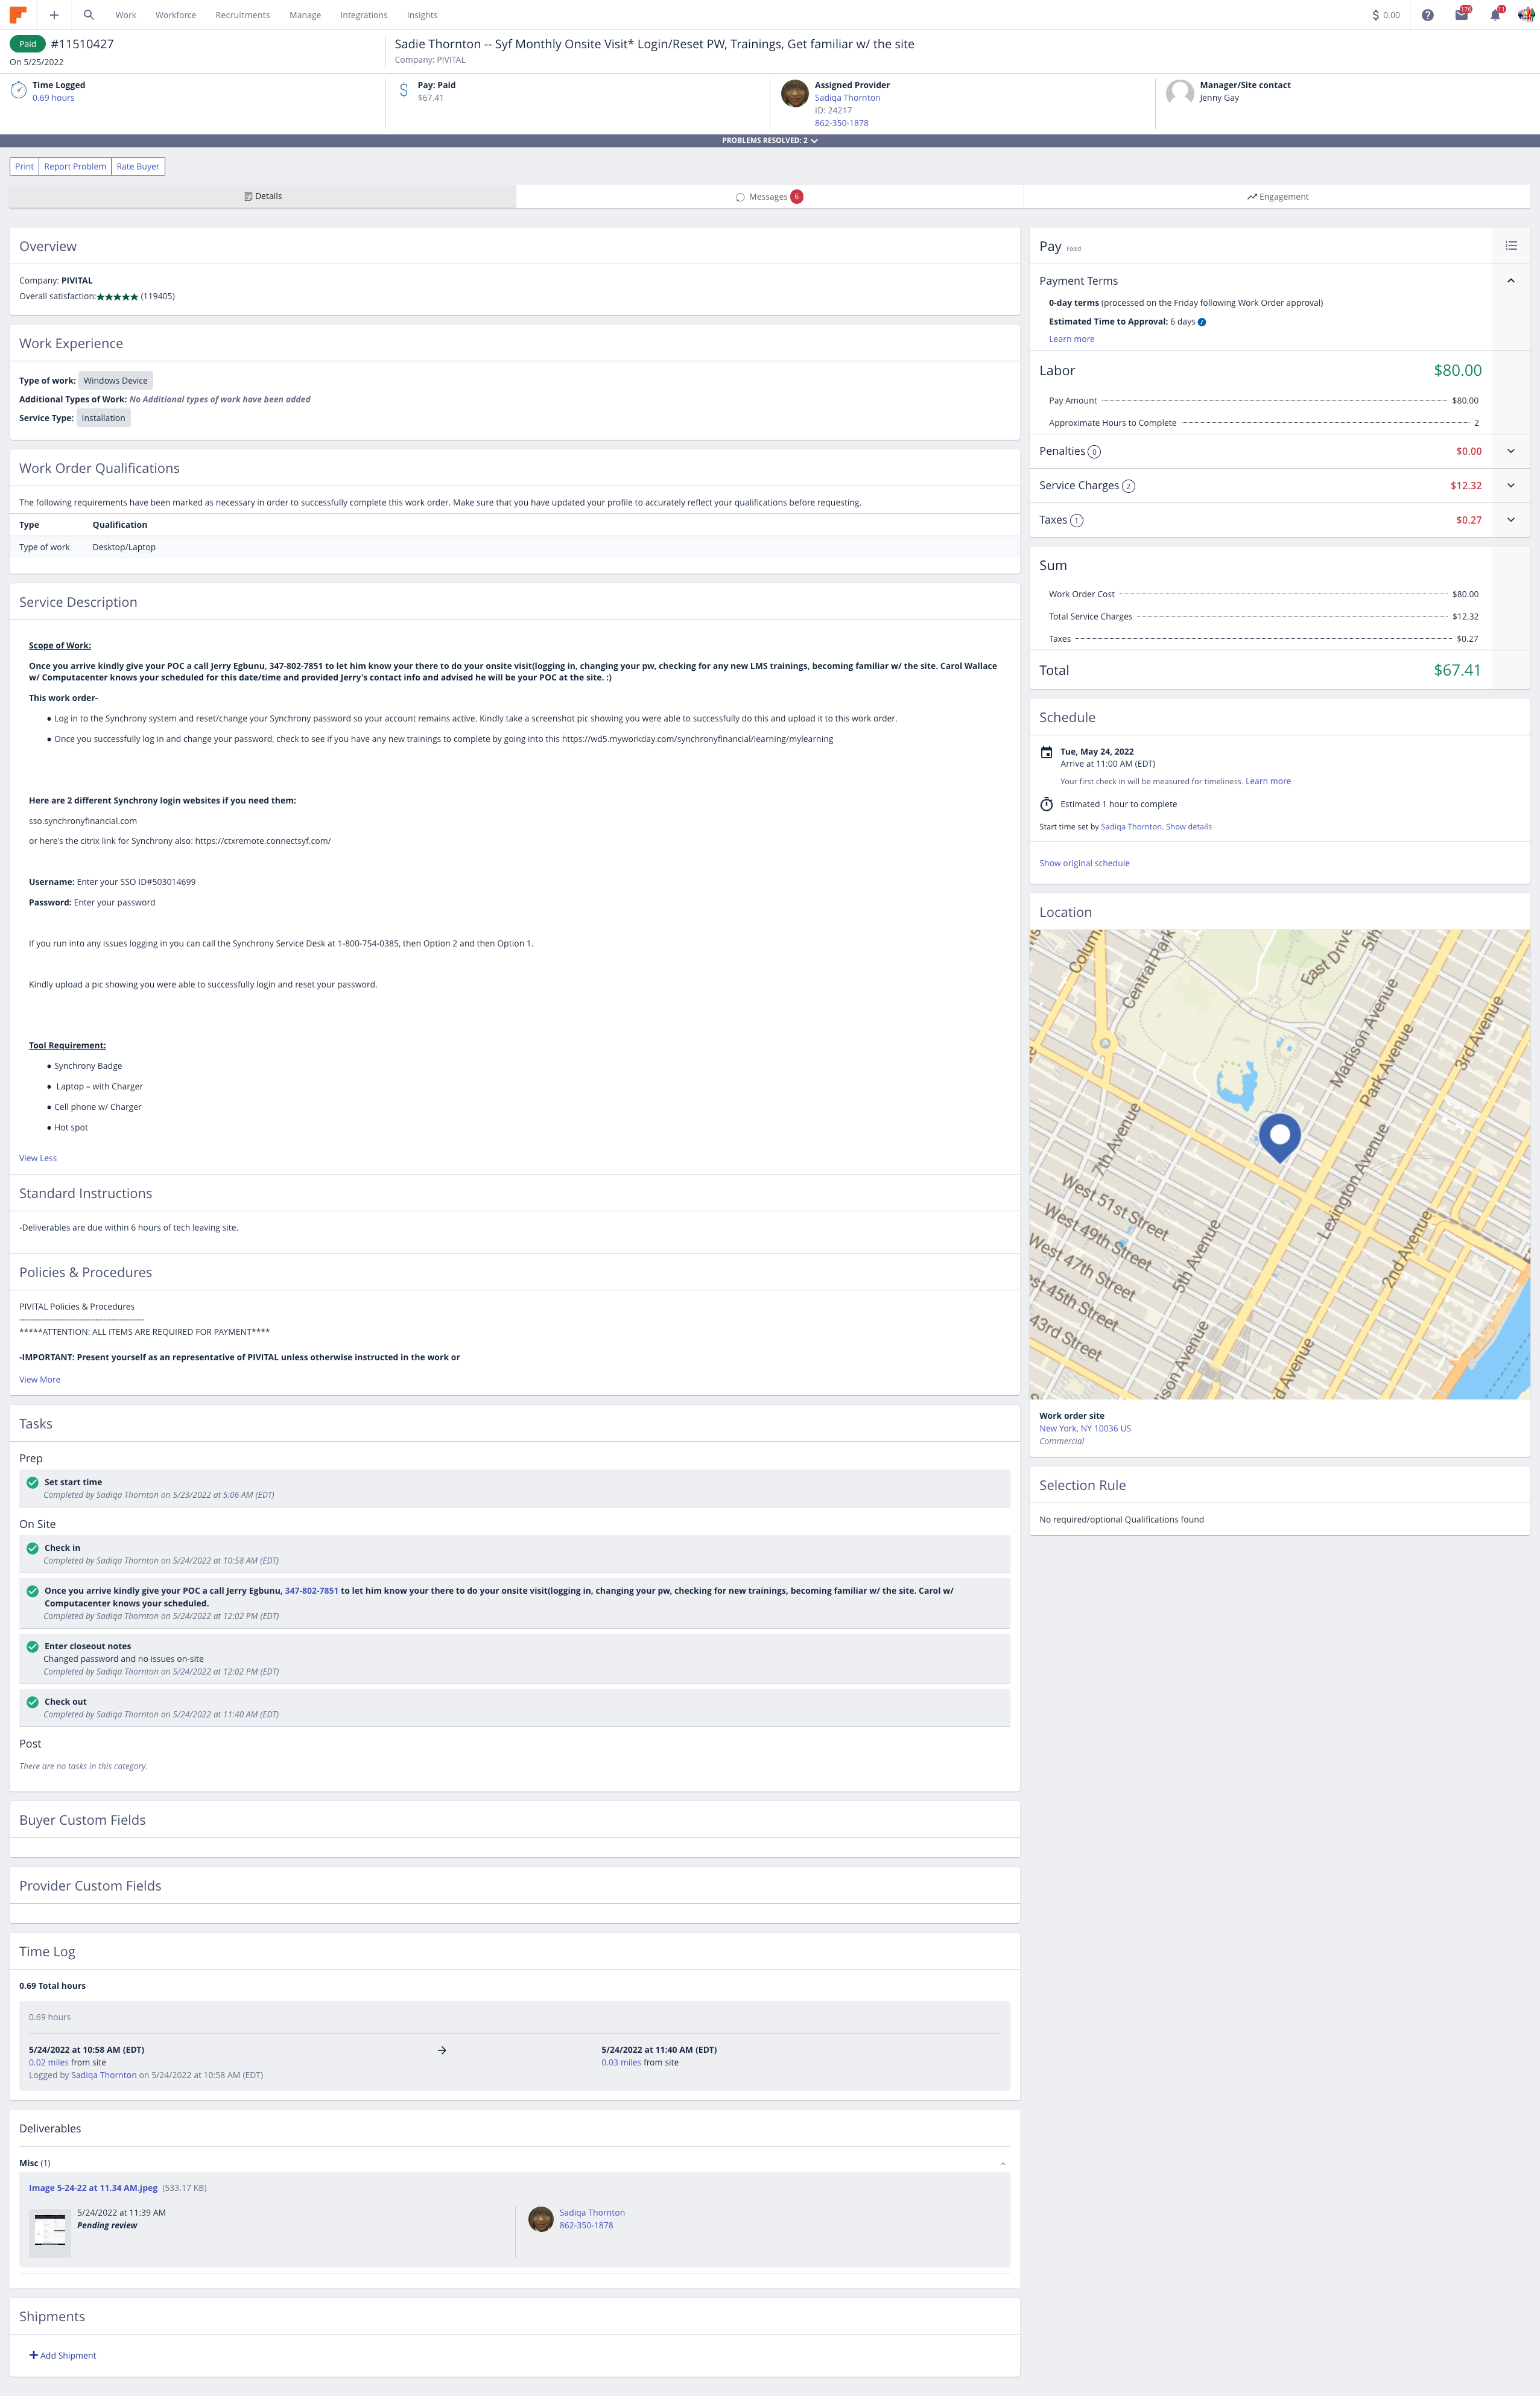 Work Workforce Recruitments Manage Integrations Insights 0.00 176 11
Paid #11510427
On 5/25/2022
Sadie Thornton -- Syf Monthly Onsite Visit* Login/Reset PW, Trainings, Get familiar w/ the site
Company: PIVITAL
Time Logged
0.69 hours
Pay: Paid
$67.41
Assigned Provider
Sadiqa Thornton
ID: 24217
862-350-1878
Manager/Site contact
Jenny Gay
PROBLEMS RESOLVED: 2
Print Report Problem Rate Buyer
Details Messages 6 Engagement
Overview
Company: PIVITAL
Overall satisfaction:★★★★★ (119405)
Work Experience
Type of work: Windows Device
Additional Types of Work: No Additional types of work have been added
Service Type: Installation
Work Order Qualifications
The following requirements have been marked as necessary in order to successfully complete this work order. Make sure that you have updated your profile to accurately reflect your qualifications before requesting.
Type Qualification
Type of work Desktop/Laptop
Service Description
Scope of Work:
Once you arrive kindly give your POC a call Jerry Egbunu, 347-802-7851 to let him know your there to do your onsite visit(logging in, changing your pw, checking for any new LMS trainings, becoming familiar w/ the site. Carol Wallace
w/ Computacenter knows your scheduled for this date/time and provided Jerry's contact info and advised he will be your POC at the site. :)
This work order-
● Log in to the Synchrony system and reset/change your Synchrony password so your account remains active. Kindly take a screenshot pic showing you were able to successfully do this and upload it to this work order.
● Once you successfully log in and change your password, check to see if you have any new trainings to complete by going into this https://wd5.myworkday.com/synchronyfinancial/learning/mylearning
Here are 2 different Synchrony login websites if you need them:
sso.synchronyfinancial.com
or here's the citrix link for Synchrony also: https://ctxremote.connectsyf.com/
Username: Enter your SSO ID#503014699
Password: Enter your password
If you run into any issues logging in you can call the Synchrony Service Desk at 1-800-754-0385, then Option 2 and then Option 1.
Kindly upload a pic showing you were able to successfully login and reset your password.
Tool Requirement:
● Synchrony Badge
● Laptop – with Charger
● Cell phone w/ Charger
● Hot spot
View Less
Standard Instructions
-Deliverables are due within 6 hours of tech leaving site.
Policies & Procedures
PIVITAL Policies & Procedures
----------------------------------------------
*****ATTENTION: ALL ITEMS ARE REQUIRED FOR PAYMENT****
-IMPORTANT: Present yourself as an representative of PIVITAL unless otherwise instructed in the work or
View More
Tasks
Prep
Set start time
Completed by Sadiqa Thornton on 5/23/2022 at 5:06 AM (EDT)
On Site
Check in
Completed by Sadiqa Thornton on 5/24/2022 at 10:58 AM (EDT)
Once you arrive kindly give your POC a call Jerry Egbunu, 347-802-7851 to let him know your there to do your onsite visit(logging in, changing your pw, checking for new trainings, becoming familiar w/ the site. Carol w/
Computacenter knows your scheduled.
Completed by Sadiqa Thornton on 5/24/2022 at 12:02 PM (EDT)
Enter closeout notes
Changed password and no issues on-site
Completed by Sadiqa Thornton on 5/24/2022 at 12:02 PM (EDT)
Check out
Completed by Sadiqa Thornton on 5/24/2022 at 11:40 AM (EDT)
Post
There are no tasks in this category.
Buyer Custom Fields
Provider Custom Fields
Time Log
0.69 Total hours
0.69 hours
5/24/2022 at 10:58 AM (EDT) → 5/24/2022 at 11:40 AM (EDT)
0.02 miles from site 0.03 miles from site
Logged by Sadiqa Thornton on 5/24/2022 at 10:58 AM (EDT)
Deliverables
Misc (1)
Image 5-24-22 at 11.34 AM.jpeg (533.17 KB)
5/24/2022 at 11:39 AM
Pending review
Sadiqa Thornton
862-350-1878
Shipments
Add Shipment
Pay Fixed
Payment Terms
0-day terms (processed on the Friday following Work Order approval)
Estimated Time to Approval: 6 days
Learn more
Labor $80.00
Pay Amount $80.00
Approximate Hours to Complete 2
Penalties 0 $0.00
Service Charges 2 $12.32
Taxes 1 $0.27
Sum
Work Order Cost $80.00
Total Service Charges $12.32
Taxes $0.27
Total $67.41
Schedule
Tue, May 24, 2022
Arrive at 11:00 AM (EDT)
Your first check in will be measured for timeliness. Learn more
Estimated 1 hour to complete
Start time set by Sadiqa Thornton. Show details
Show original schedule
Location
Colum
Central Park
East Drive
5th
Madison Avenue
Park Avenue
3rd Avenue
7th Avenue
West 51st Street
West 49th Street
West 47th Street
est 45th Street
43rd Street
5th Avenue
Lexington Avenue
2nd Avenue
ison Avenue
d Avenue
Work order site
New York, NY 10036 US
Commercial
Selection Rule
No required/optional Qualifications found